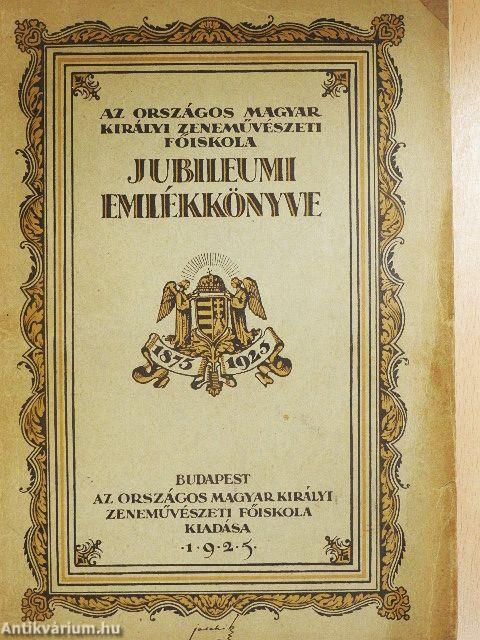 AZ ORSZÁGOS MAGYAR
KIRÁLYI ZENEMŰVÉSZETI
FŐISKOLA
JUBILEUMI
EMLÉKKÖNYVE
1875 1925
BUDAPEST
AZ ORSZÁGOS MAGYAR KIRÁLYI
ZENEMŰVÉSZETI FŐISKOLA
KIADÁSA
·1·9·2·5·
Antikvárium.hu